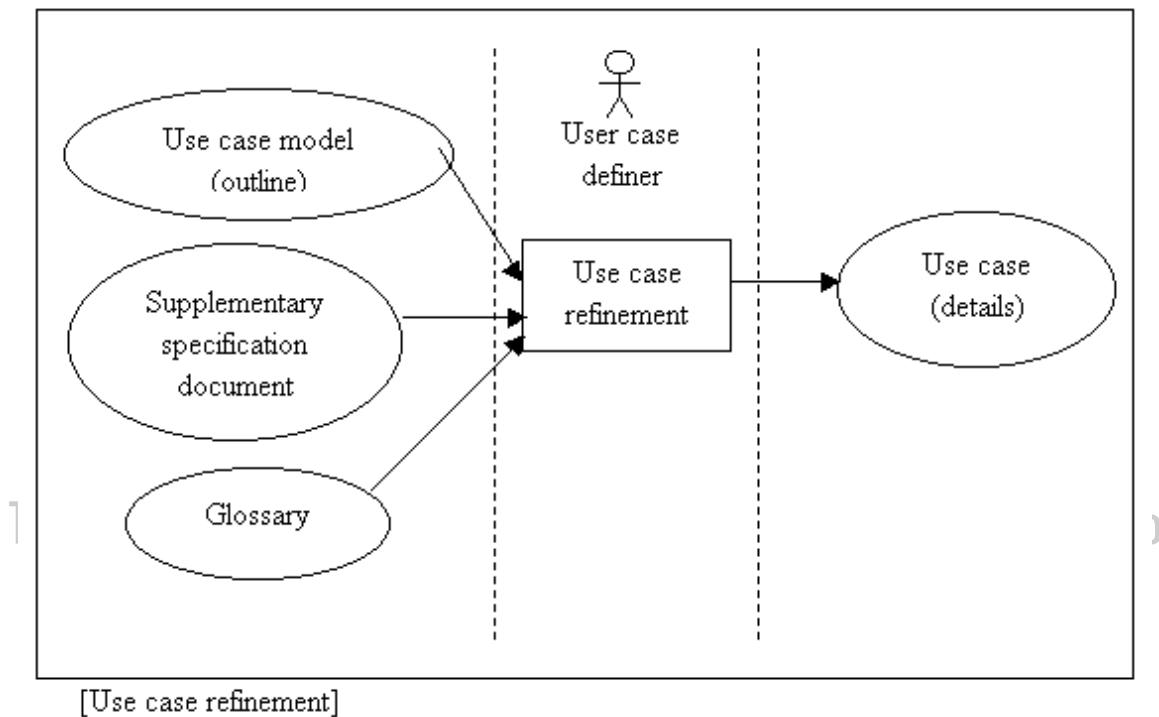 Use case model
(outline)
Supplementary
specification
document
Glossary
User case
definer
Use case
refinement
Use case
(details)
[Use case refinement]